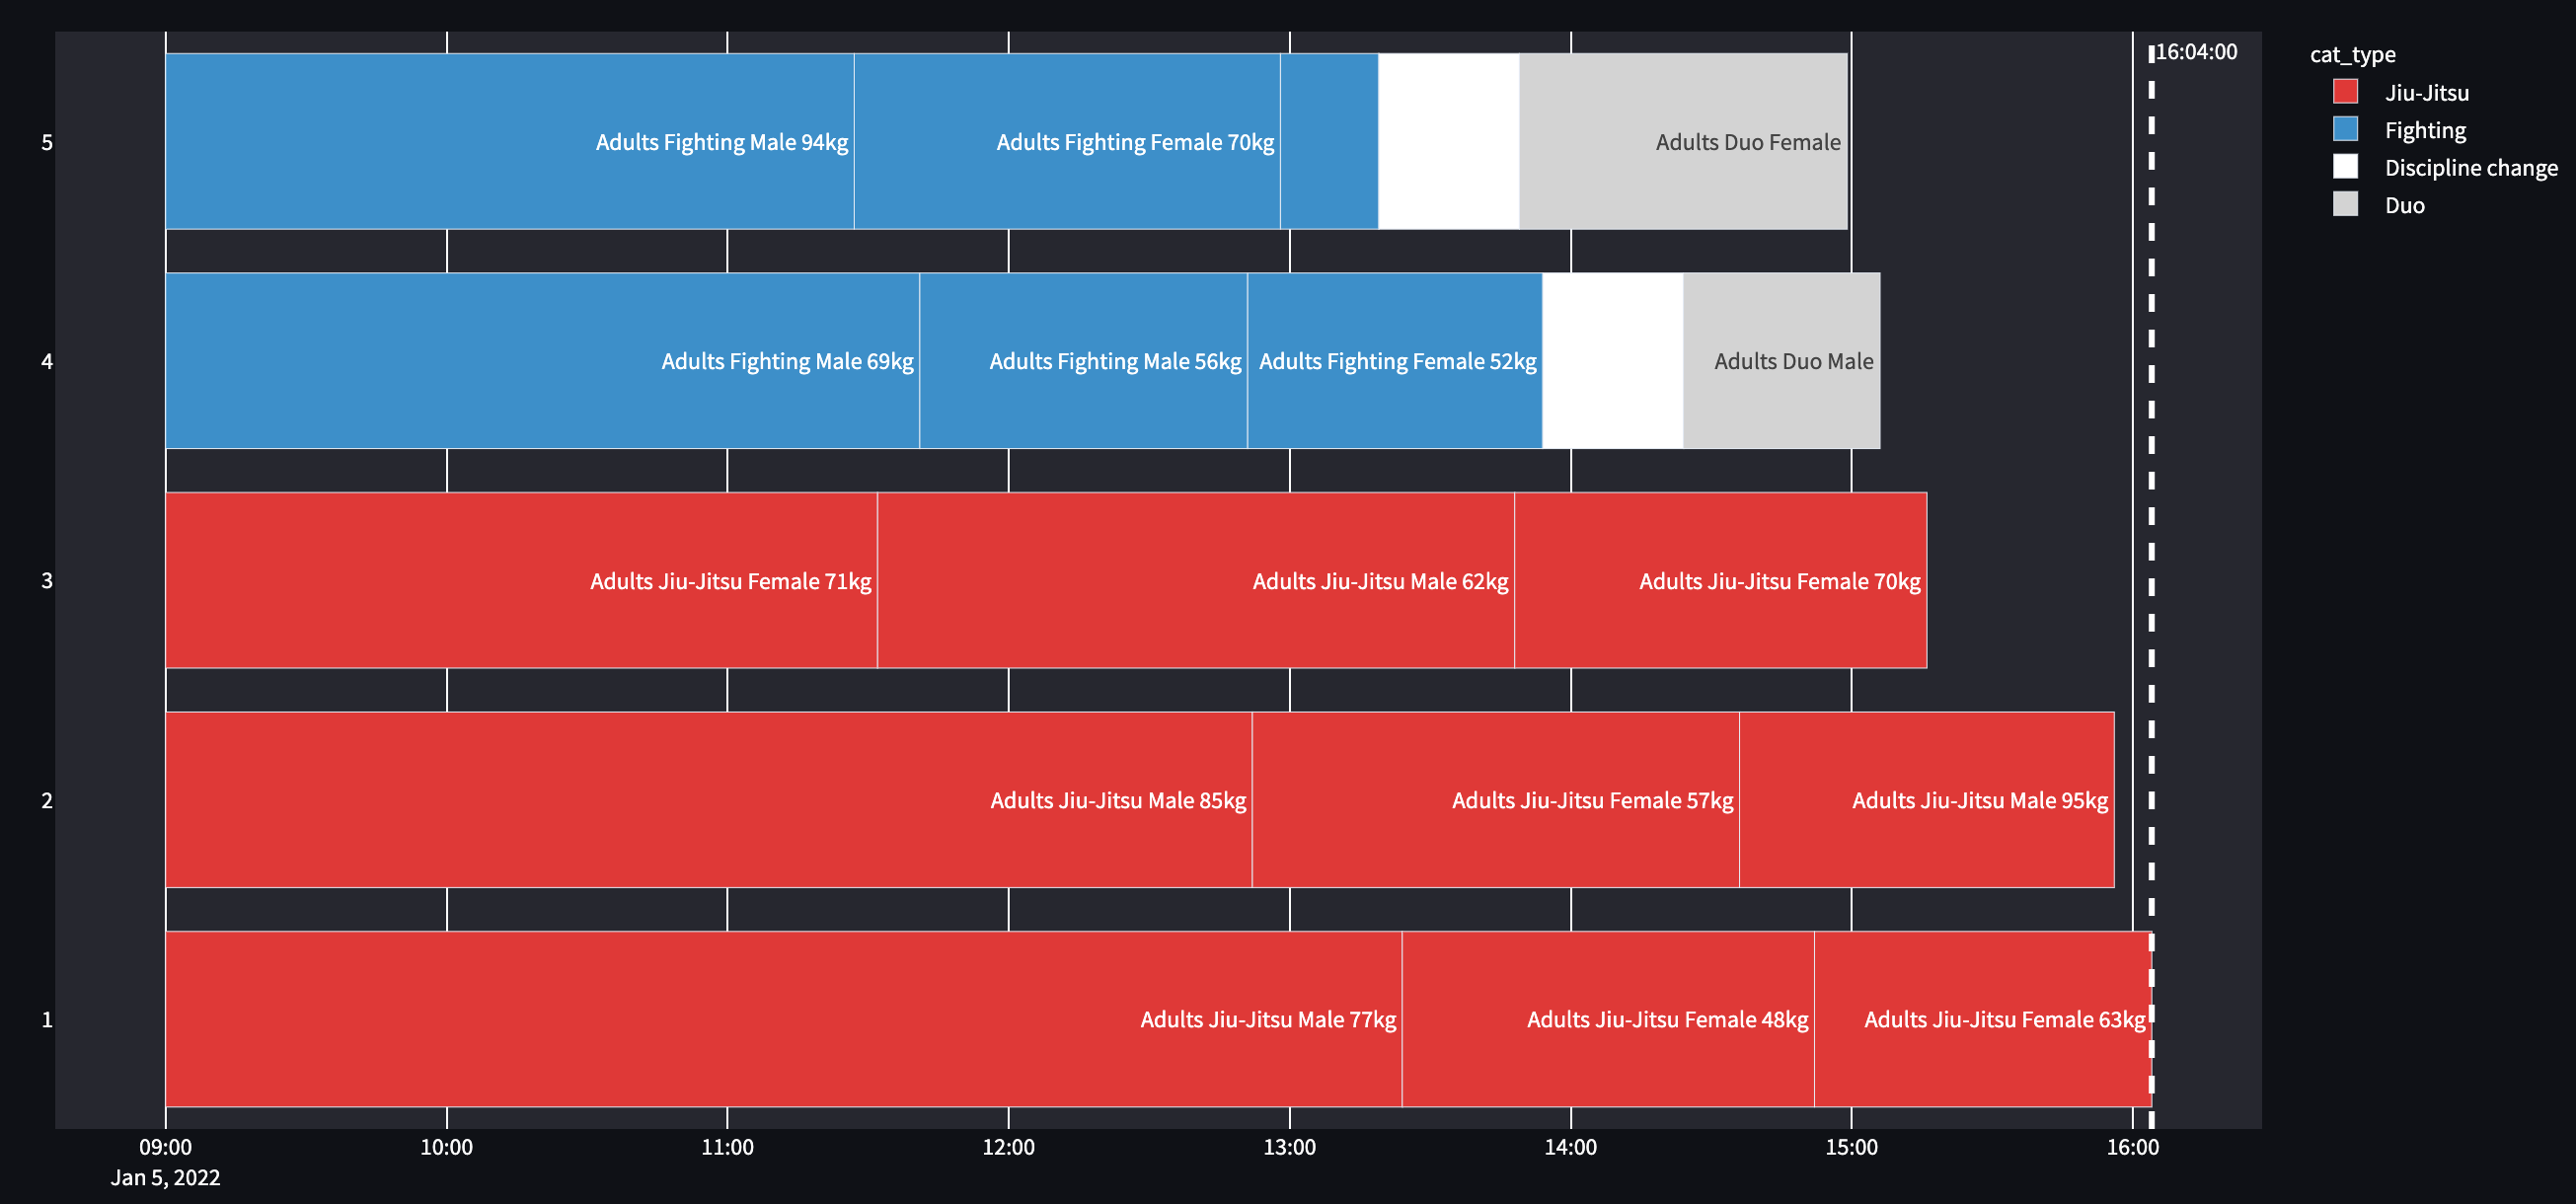 16:04:00
cat_type
Jiu-Jitsu
Fighting
Discipline change
Duo
5
Adults Fighting Male 94kg
Adults Fighting Female 70kg
Adults Duo Female
4
Adults Fighting Male 69kg
Adults Fighting Male 56kg
Adults Fighting Female 52kg
Adults Duo Male
3
Adults Jiu-Jitsu Female 71kg
Adults Jiu-Jitsu Male 62kg
Adults Jiu-Jitsu Female 70kg
2
Adults Jiu-Jitsu Male 85kg
Adults Jiu-Jitsu Female 57kg
Adults Jiu-Jitsu Male 95kg
1
Adults Jiu-Jitsu Male 77kg
Adults Jiu-Jitsu Female 48kg
Adults Jiu-Jitsu Female 63kg
09:00
10:00
11:00
12:00
13:00
14:00
15:00
16:00
Jan 5, 2022